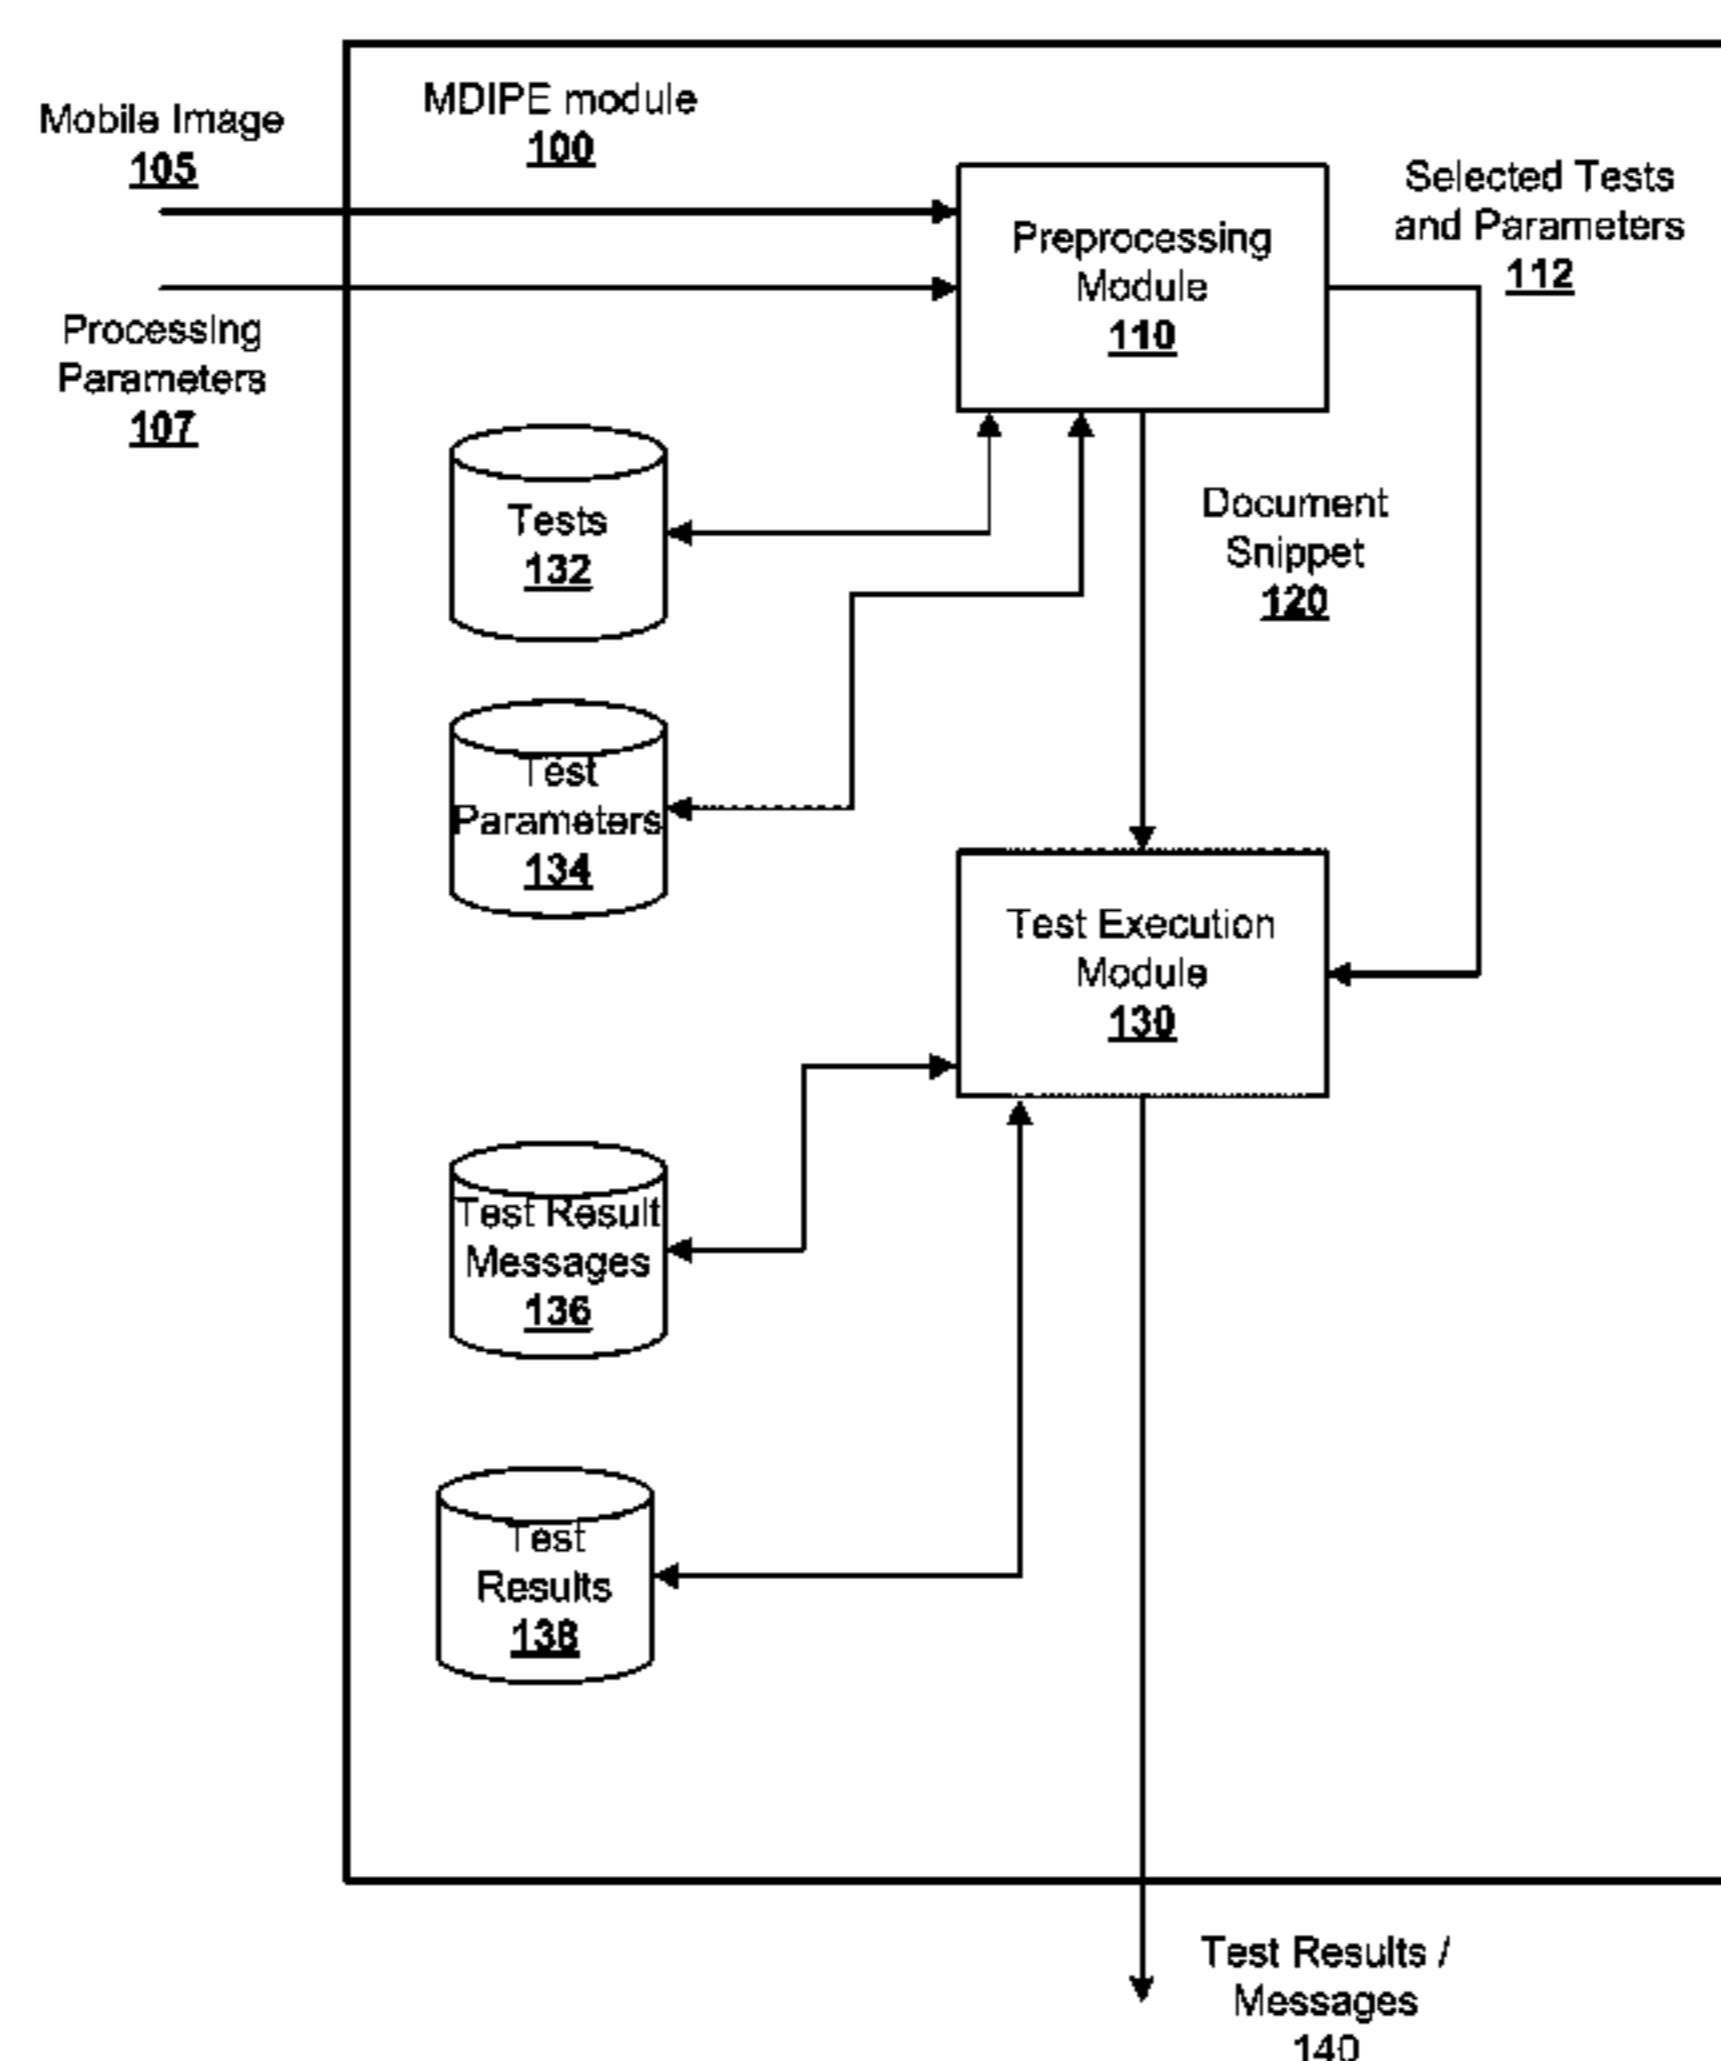 MDIPE module
100
Mobile Image
105
Processing
Parameters
107
Preprocessing
Module
110
Selected Tests
and Parameters
112
Tests
132
Document
Snippet
120
Test
Parameters
134
Test Execution
Module
130
Test Result
Messages
136
Test
Results
138
Test Results /
Messages
140